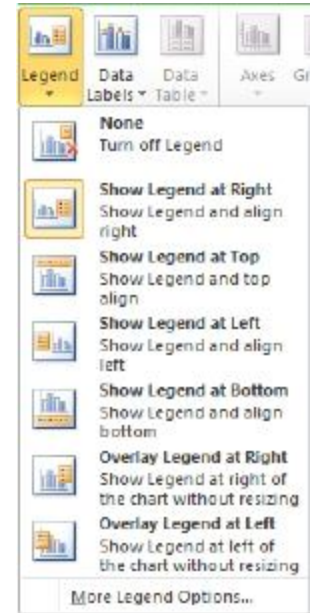 Legend Data Labels Data Table Axes
None
Turn off Legend
Show Legend at Right
Show Legend and align
right
Show Legend at Top
Show Legend and top
align
Show Legend at Left
Show Legend and align
left
Show Legend at Bottom
Show Legend and align
bottom
Overlay Legend at Right
Show Legend at right of
the chart without resizing
Overlay Legend at Left
Show Legend at left of
the chart without resizing
More Legend Options...